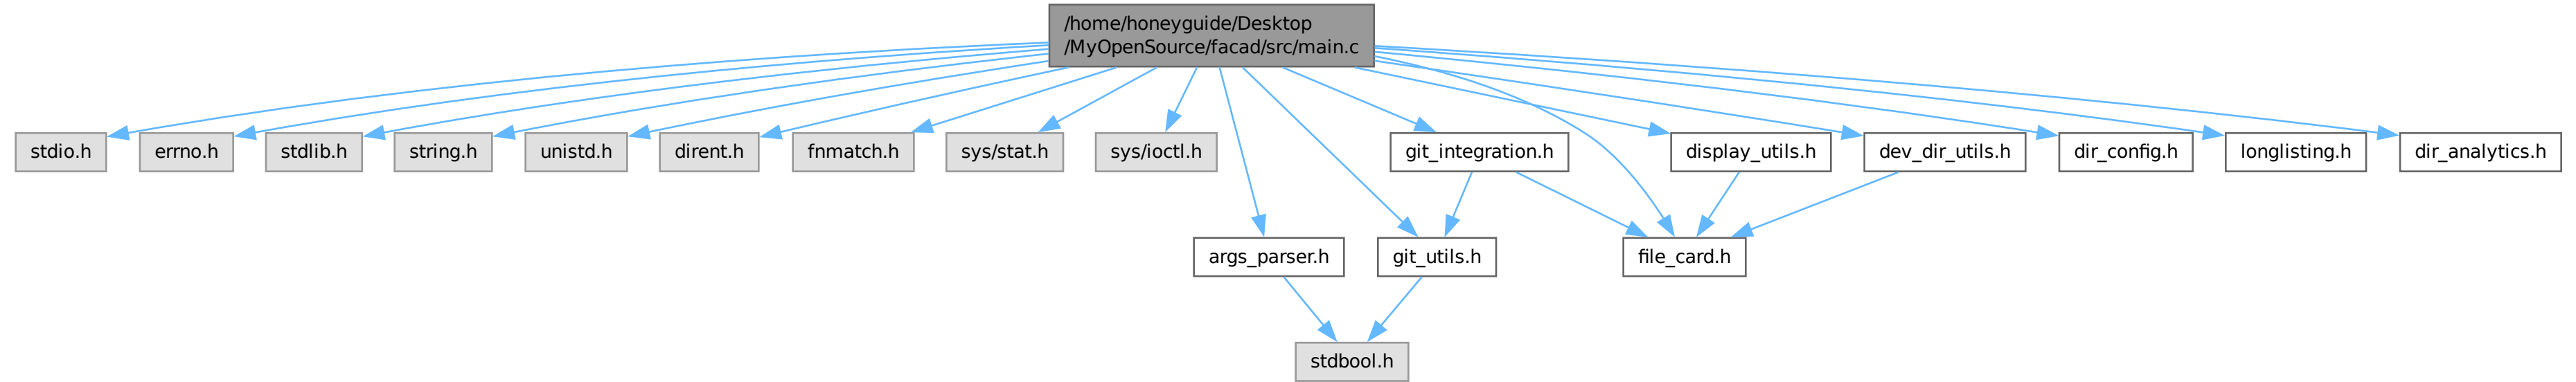 /home/honeyguide/Desktop
/MyOpenSource/facad/src/main.c
stdio.h
errno.h
stdlib.h
string.h
unistd.h
dirent.h
fnmatch.h
sys/stat.h
sys/ioctl.h
git_integration.h
display_utils.h
dev_dir_utils.h
dir_config.h
longlisting.h
dir_analytics.h
args_parser.h
git_utils.h
file_card.h
stdbool.h